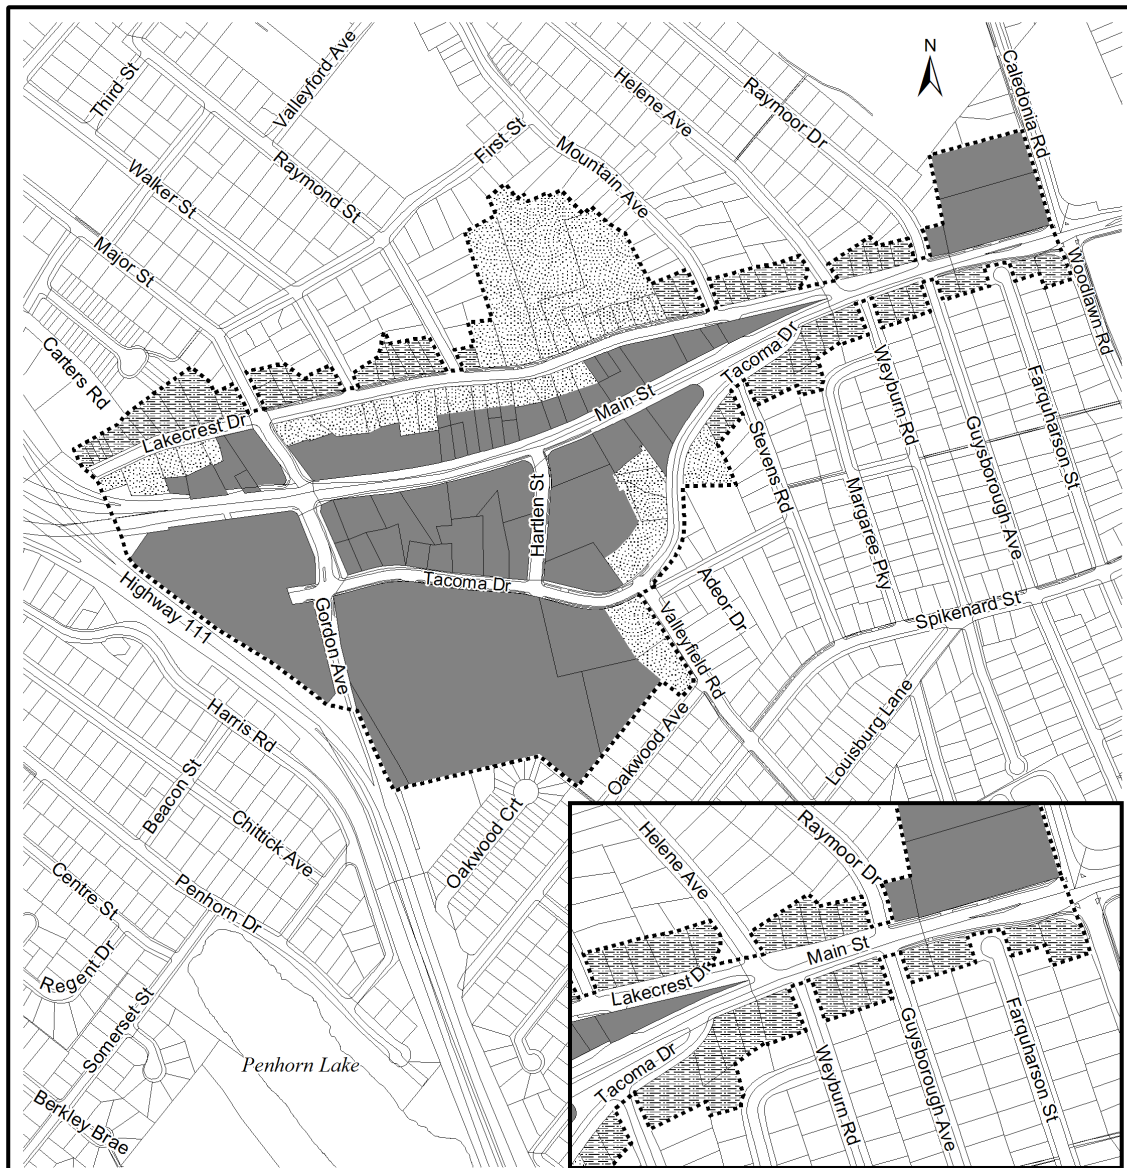 N
Third St
Valleyford Ave
Helene Ave
Raymoor Dr
Caledonia Rd
First St
Mountain Ave
Walker St
Raymond St
Major St
Woodlawn Rd
Carters Rd
Lakecrest Dr
Main St
Tacoma Dr
Weyburn Rd
Farquharson St
Stevens Rd
Guysborough Ave
Hartlen St
Margaree Pky
Tacoma Dr
Adeor Dr
Highway 111
Gordon Ave
Valleyfield Rd
Spikenard St
Harris Rd
Oakwood Ave
Louisburg Lane
Beacon St
Chittick Ave
Oakwood Crt
Centre St
Penhorn Dr
Regent Dr
Somerset St
Penhorn Lake
Berkley Brae
Helene Ave
Raymoor Dr
Main St
Lakecrest Dr
Tacoma Dr
Weyburn Rd
Guysborough Ave
Farquharson St